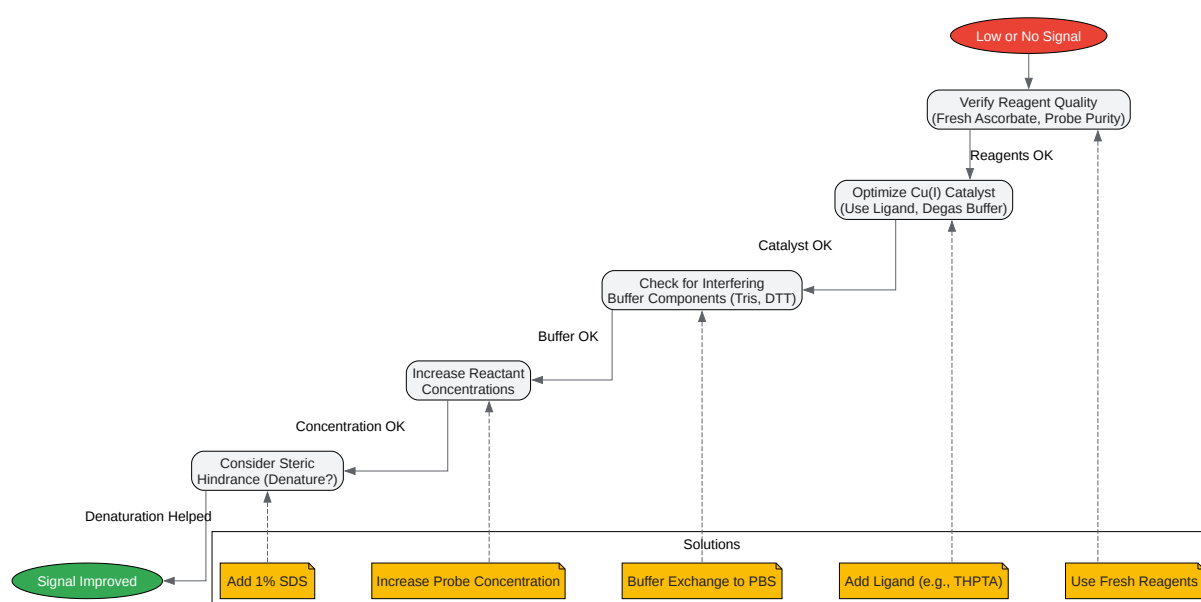 Low or No Signal
Verify Reagent Quality
(Fresh Ascorbate, Probe Purity)
Reagents OK
Optimize Cu(I) Catalyst
(Use Ligand, Degas Buffer)
Catalyst OK
Check for Interfering
Buffer Components (Tris, DTT)
Buffer OK
Increase Reactant
Concentrations
Concentration OK
Consider Steric
Hindrance (Denature?)
Denaturation Helped
Solutions
Signal Improved
Add 1% SDS
Increase Probe Concentration
Buffer Exchange to PBS
Add Ligand (e.g., THPTA)
Use Fresh Reagents